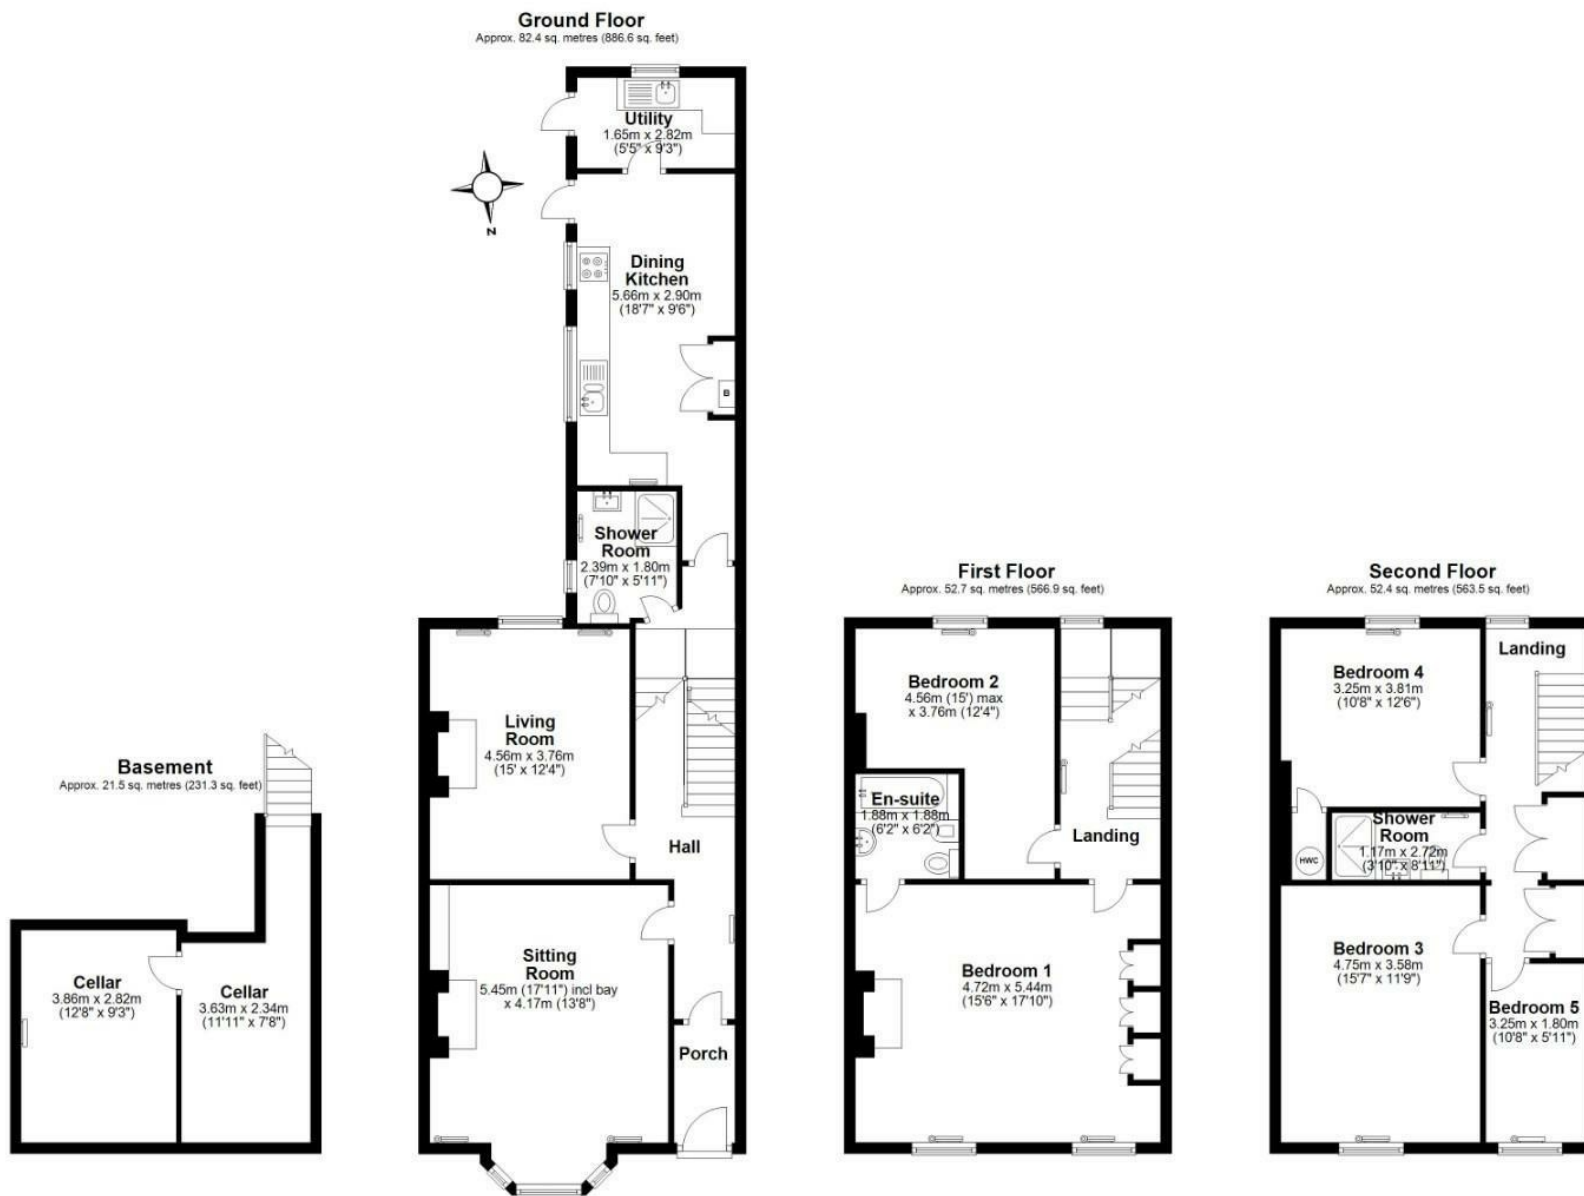 Ground Floor
Approx. 82.4 sq. metres (886.6 sq. feet)
Utility
1.65m x 2.82m
(5'5" x 9'3")
N
Dining
Kitchen
5.66m x 2.90m
(18'7" x 9'6")
B
Shower
Room
2.39m x 1.80m
(7'10" x 5'11")
Living
Room
4.56m x 3.76m
(15' x 12'4")
Hall
Sitting
Room
5.45m (17'11") incl bay
x 4.17m (13'8")
Porch
Basement
Approx. 21.5 sq. metres (231.3 sq. feet)
Cellar
3.86m x 2.82m
(12'8" x 9'3")
Cellar
3.63m x 2.34m
(11'11" x 7'8")
First Floor
Approx. 52.7 sq. metres (566.9 sq. feet)
Bedroom 2
4.56m (15') max
x 3.76m (12'4")
En-suite
1.88m x 1.88m
(6'2" x 6'2")
Landing
Bedroom 1
4.72m x 5.44m
(15'6" x 17'10")
Second Floor
Approx. 52.4 sq. metres (563.5 sq. feet)
Landing
Bedroom 4
3.25m x 3.81m
(10'8" x 12'6")
Shower
Room
1.17m x 2.72m
(3'10" x 8'11")
HWC
Bedroom 3
4.75m x 3.58m
(15'7" x 11'9")
Bedroom 5
3.25m x 1.80m
(10'8" x 5'11")